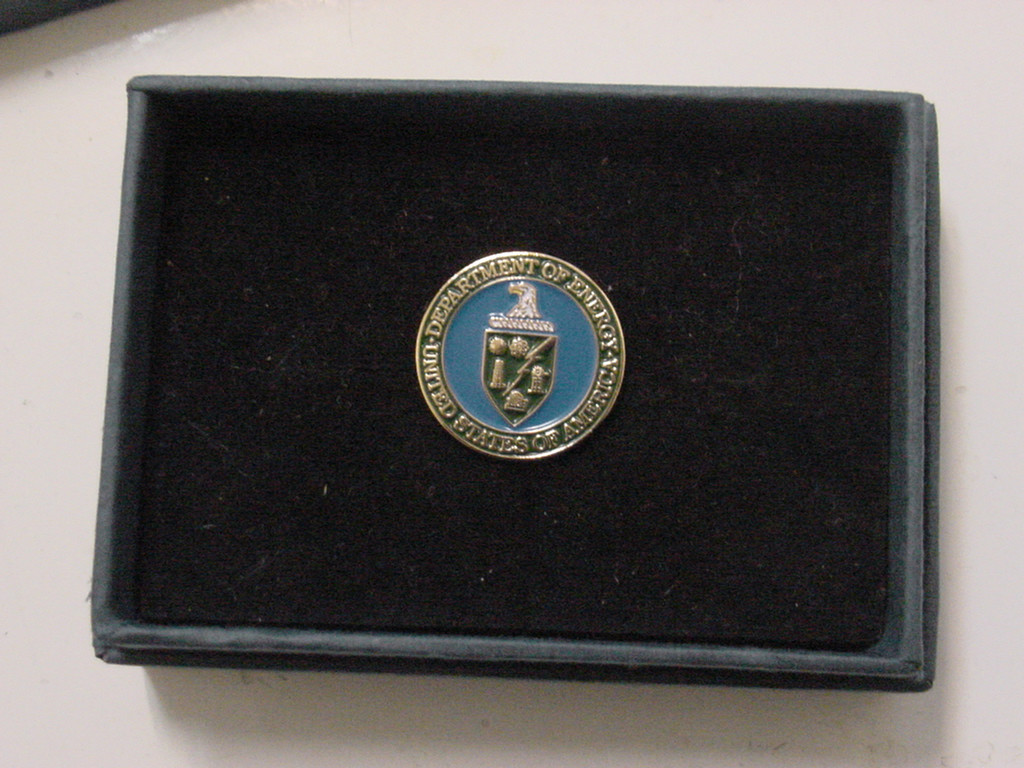 DEPARTMENT OF ENERGY
UNITED STATES OF AMERICA